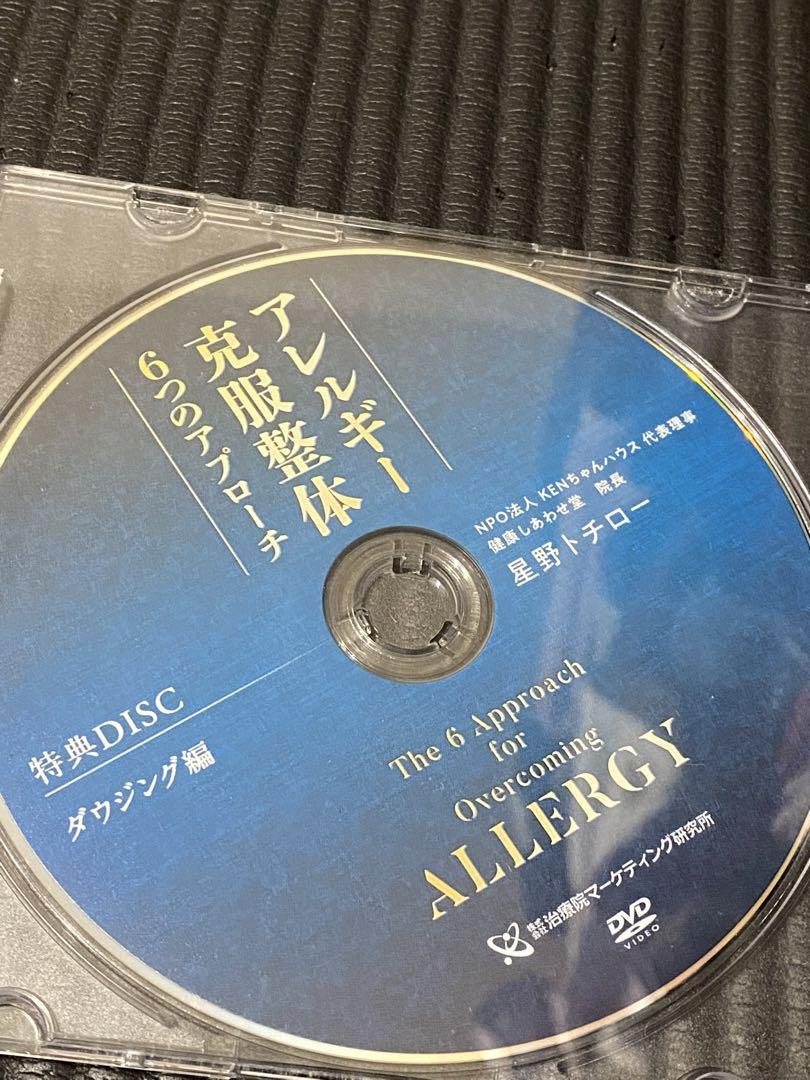 アレルギー
克服整体
6つのアプローチ
NPO法人 KENちゃんハウス 代表理事
健康しあわせ堂 院長
星野トチロー
特典DISC
ダウジング編
The 6 Approach
for
Overcoming
ALLERGY
株式会社 治療院マーケティング研究所
DVD
VIDEO